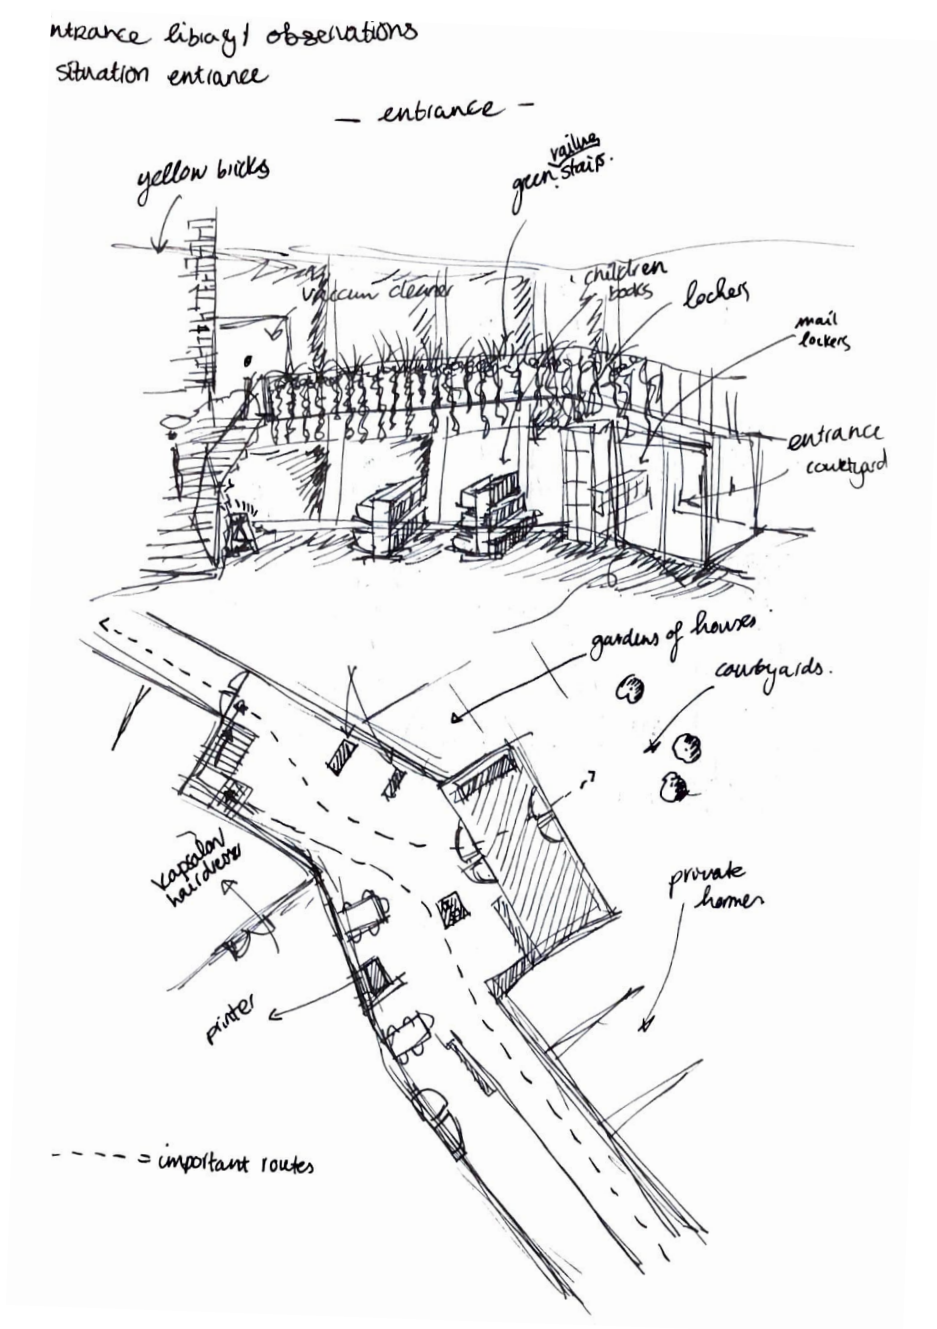 ntrance library/ observations
situation entrance
— entrance —
yellow bricks
railing
green stairs.
vaccum cleaner
children
books
lockers
mail
lockers
entrance
courtyard
gardens of houses
courtyards.
kapsalon
hairdresser
private
homes
printer
---- = important routes